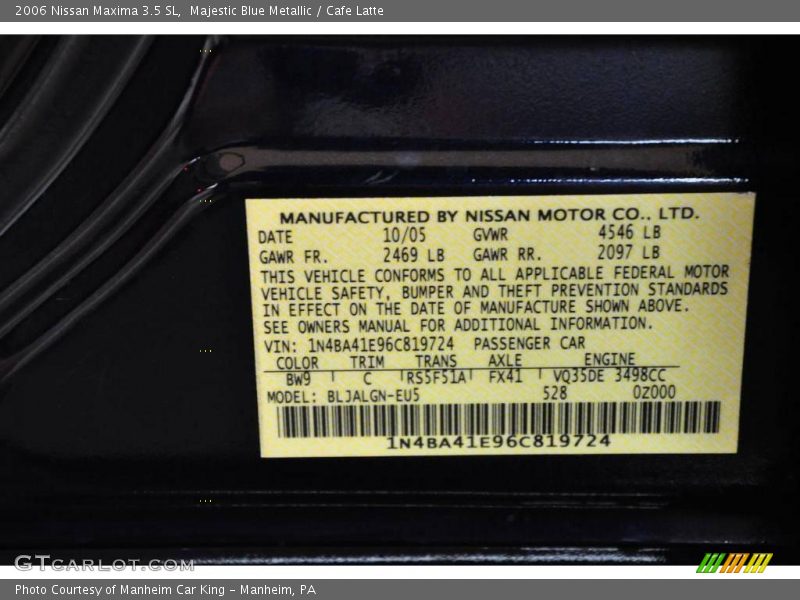 2006 Nissan Maxima 3.5 SL,  Majestic Blue Metallic / Cafe Latte
MANUFACTURED BY NISSAN MOTOR CO., LTD.
DATE 10/05 GVWR 4546 LB
GAWR FR. 2469 LB GAWR RR. 2097 LB
THIS VEHICLE CONFORMS TO ALL APPLICABLE FEDERAL MOTOR
VEHICLE SAFETY, BUMPER AND THEFT PREVENTION STANDARDS
IN EFFECT ON THE DATE OF MANUFACTURE SHOWN ABOVE.
SEE OWNERS MANUAL FOR ADDITIONAL INFORMATION.
VIN: 1N4BA41E96C819724 PASSENGER CAR
COLOR TRIM TRANS AXLE ENGINE
BW9 C RS5F51A FX41 VQ35DE 3498CC
MODEL: BLJALGN-EU5 528 0Z000
1N4BA41E96C819724
GTCARLOT.COM
Photo Courtesy of Manheim Car King - Manheim, PA